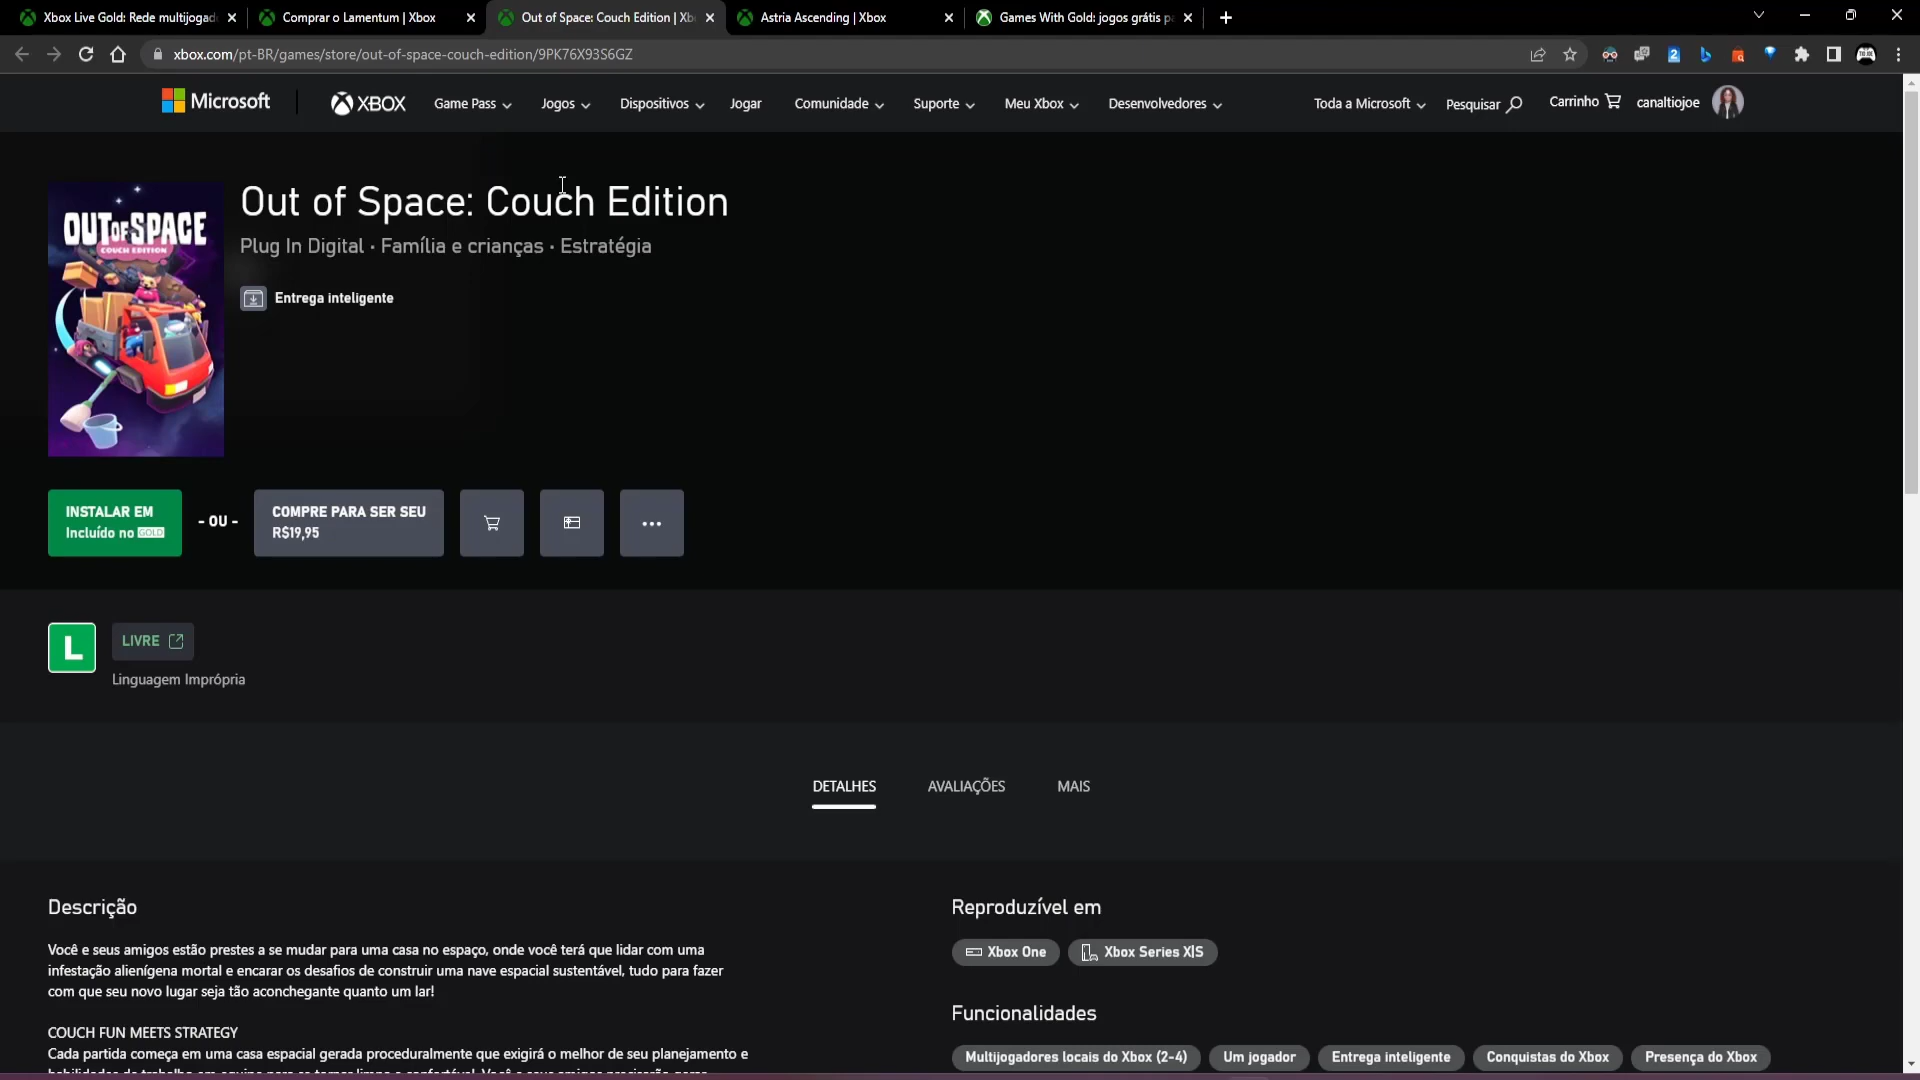 Xbox Live Gold: Rede multijogad
Comprar o Lamentum | Xbox
Out of Space: Couch Edition | Xb
Astria Ascending | Xbox
Games With Gold: jogos grátis p
xbox.com/pt-BR/games/store/out-of-space-couch-edition/9PK76X93S6GZ
Microsoft
XBOX
Game Pass
Jogos
Dispositivos
Jogar
Comunidade
Suporte
Meu Xbox
Desenvolvedores
Toda a Microsoft
Pesquisar
Carrinho
canaltiojoe
OUT OF SPACE
COUCH EDITION
Out of Space: Couch Edition
Plug In Digital • Família e crianças • Estratégia
Entrega inteligente
INSTALAR EM
Incluído no GOLD
- OU -
COMPRE PARA SER SEU
R$19,95
L
LIVRE
Linguagem Imprópria
DETALHES
AVALIAÇÕES
MAIS
Descrição
Você e seus amigos estão prestes a se mudar para uma casa no espaço, onde você terá que lidar com uma
infestação alienígena mortal e encarar os desafios de construir uma nave espacial sustentável, tudo para fazer
com que seu novo lugar seja tão aconchegante quanto um lar!
COUCH FUN MEETS STRATEGY
Cada partida começa em uma casa espacial gerada proceduralmente que exigirá o melhor de seu planejamento e
Reproduzível em
Xbox One
Xbox Series X|S
Funcionalidades
Multijogadores locais do Xbox (2-4)
Um jogador
Entrega inteligente
Conquistas do Xbox
Presença do Xbox